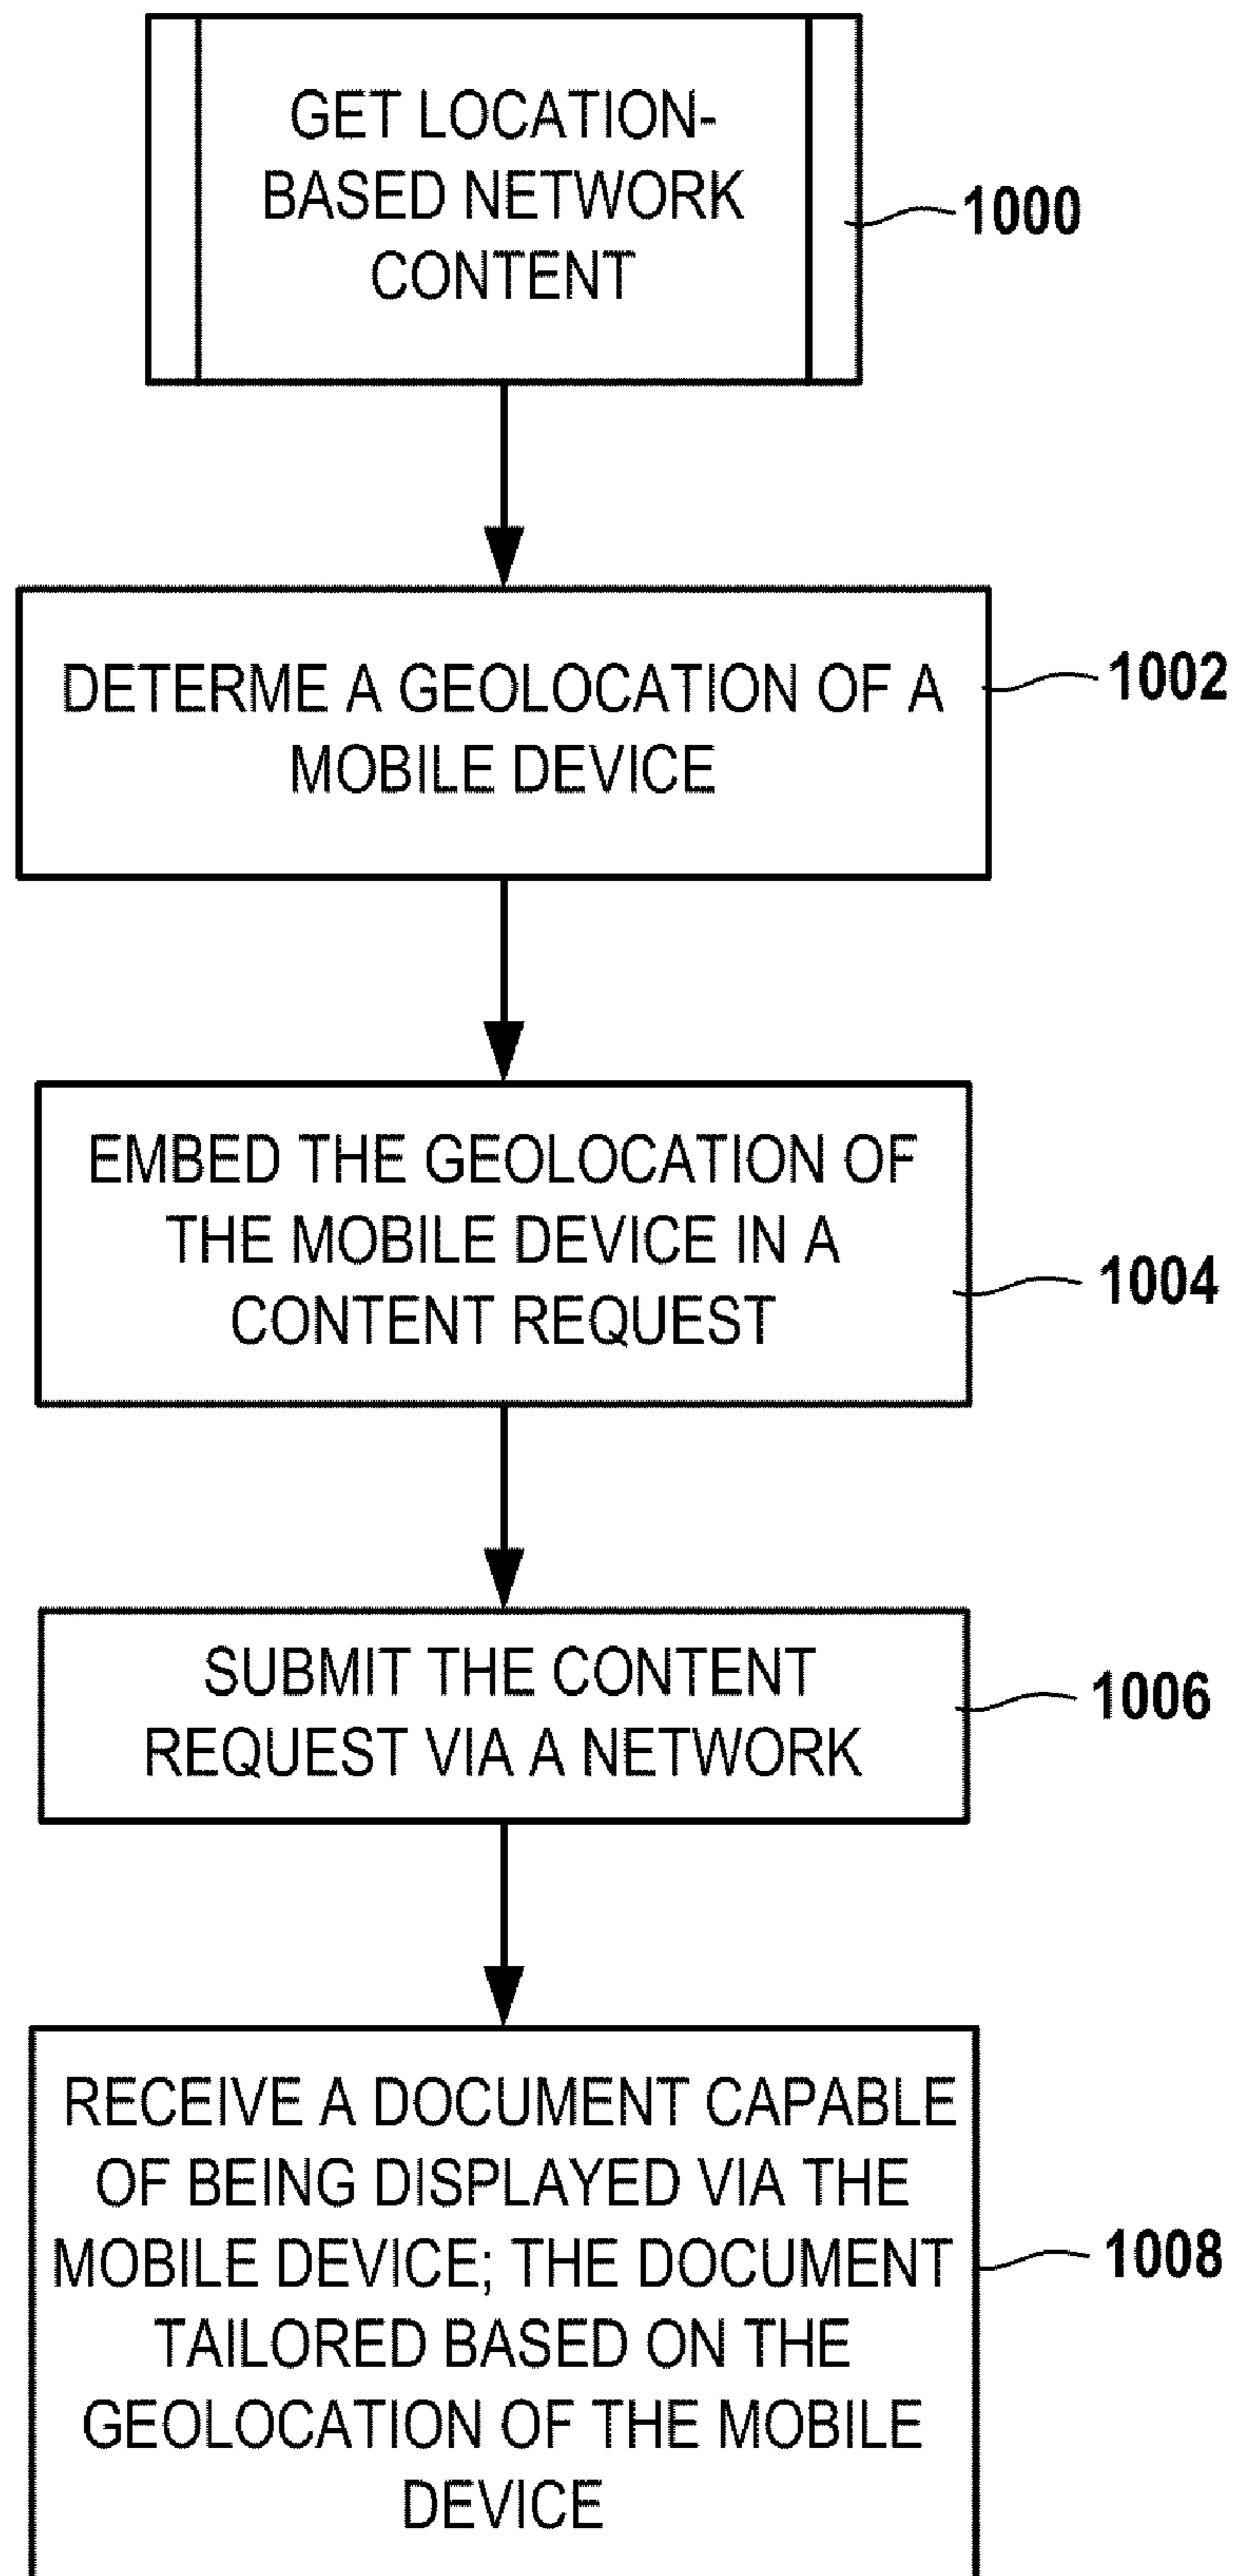 GET LOCATION-
BASED NETWORK
CONTENT
1000
DETERME A GEOLOCATION OF A
MOBILE DEVICE
1002
EMBED THE GEOLOCATION OF
THE MOBILE DEVICE IN A
CONTENT REQUEST
1004
SUBMIT THE CONTENT
REQUEST VIA A NETWORK
1006
RECEIVE A DOCUMENT CAPABLE
OF BEING DISPLAYED VIA THE
MOBILE DEVICE; THE DOCUMENT
TAILORED BASED ON THE
GEOLOCATION OF THE MOBILE
DEVICE
1008